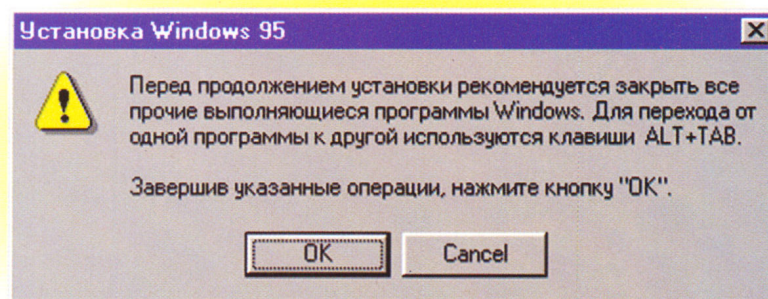 Установка Windows 95
Перед продолжением установки рекомендуется закрыть все
прочие выполняющиеся программы Windows. Для перехода от
одной программы к другой используются клавиши ALT+TAB.
Завершив указанные операции, нажмите кнопку "OK".
OK
Cancel